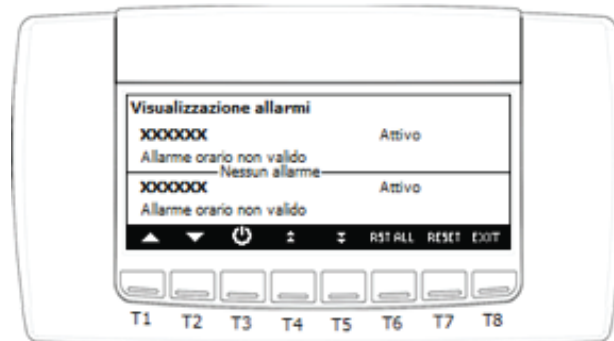 Visualizzazione allarmi
XXXXXX Attivo
Allarme orario non valido
Nessun allarme
XXXXXX Attivo
Allarme orario non valido
RST ALL RESET EXIT
T1 T2 T3 T4 T5 T6 T7 T8